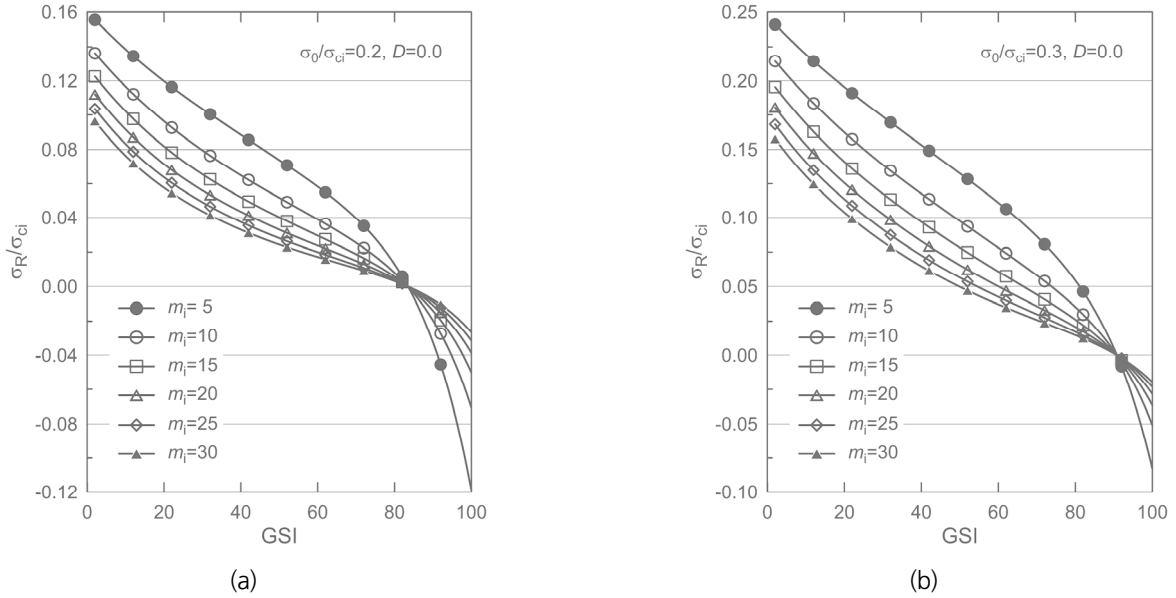 0.16
0.12
0.08
0.04
0.00
-0.04
-0.08
-0.12
σR/σci
σ0/σci=0.2, D=0.0
mi= 5
mi=10
mi=15
mi=20
mi=25
mi=30
0 20 40 60 80 100
GSI
(a)
0.25
0.20
0.15
0.10
0.05
0.00
-0.05
-0.10
σR/σci
σ0/σci=0.3, D=0.0
mi= 5
mi=10
mi=15
mi=20
mi=25
mi=30
0 20 40 60 80 100
GSI
(b)